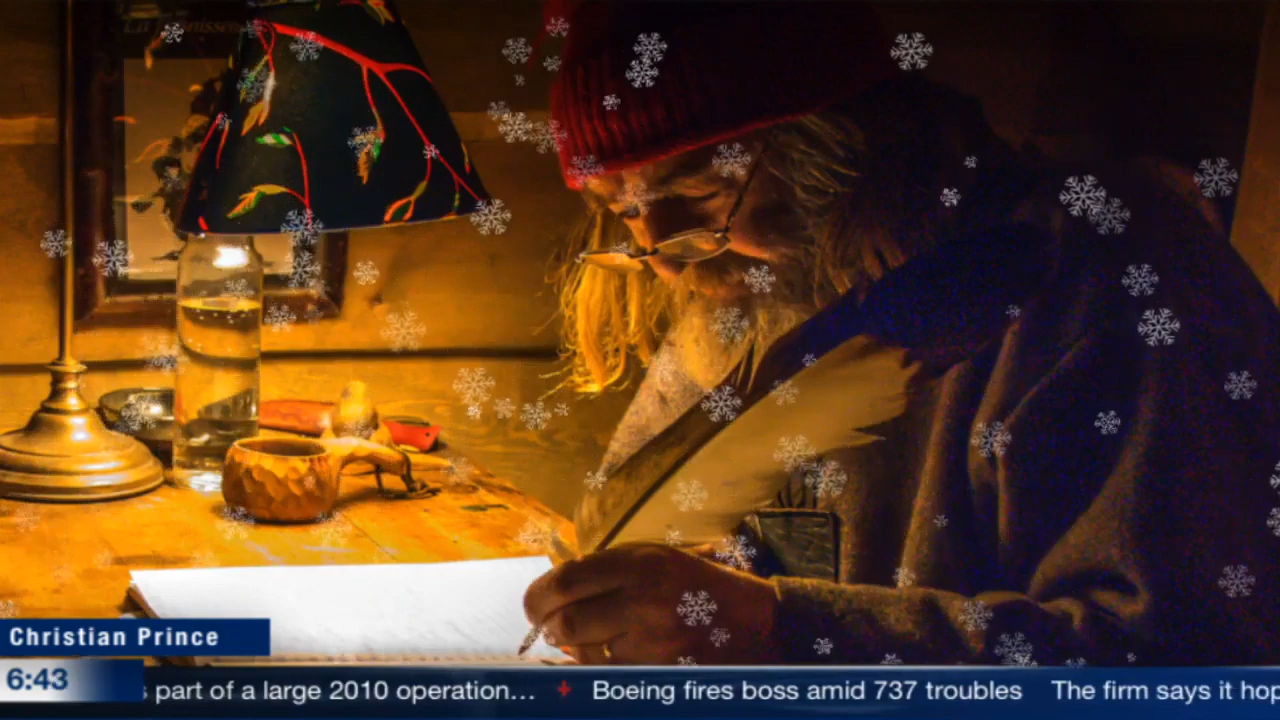 Christian Prince
6:43
s part of a large 2010 operation… Boeing fires boss amid 737 troubles The firm says it hop